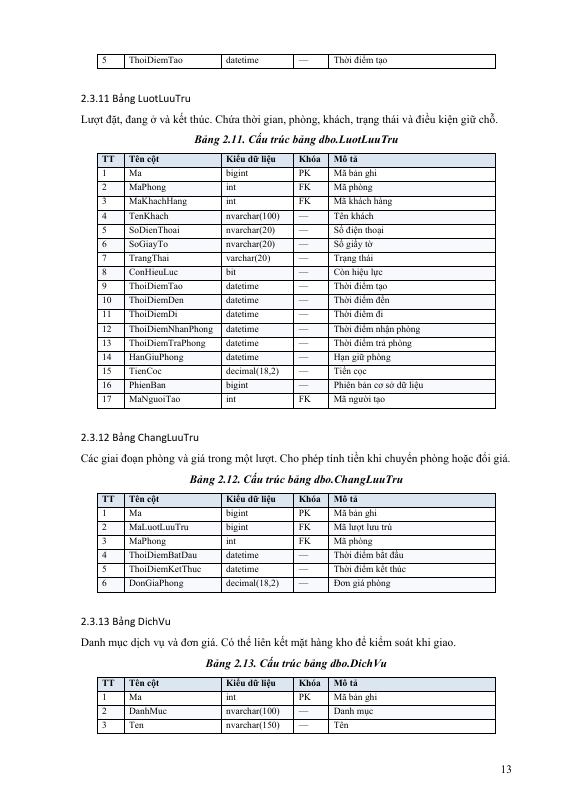 5 ThoiDiemTao datetime — Thời điểm tạo
2.3.11 Bảng LuotLuuTru
Lượt đặt, đang ở và kết thúc. Chứa thời gian, phòng, khách, trạng thái và điều kiện giữ chỗ.
Bảng 2.11. Cấu trúc bảng dbo.LuotLuuTru
TT Tên cột Kiểu dữ liệu Khóa Mô tả
1 Ma bigint PK Mã bản ghi
2 MaPhong int FK Mã phòng
3 MaKhachHang int FK Mã khách hàng
4 TenKhach nvarchar(100) — Tên khách
5 SoDienThoai nvarchar(20) — Số điện thoại
6 SoGiayTo nvarchar(20) — Số giấy tờ
7 TrangThai varchar(20) — Trạng thái
8 ConHieuLuc bit — Còn hiệu lực
9 ThoiDiemTao datetime — Thời điểm tạo
10 ThoiDiemDen datetime — Thời điểm đến
11 ThoiDiemDi datetime — Thời điểm đi
12 ThoiDiemNhanPhong datetime — Thời điểm nhận phòng
13 ThoiDiemTraPhong datetime — Thời điểm trả phòng
14 HanGiuPhong datetime — Hạn giữ phòng
15 TienCoc decimal(18,2) — Tiền cọc
16 PhienBan bigint — Phiên bản cơ sở dữ liệu
17 MaNguoiTao int FK Mã người tạo
2.3.12 Bảng ChangLuuTru
Các giai đoạn phòng và giá trong một lượt. Cho phép tính tiền khi chuyển phòng hoặc đổi giá.
Bảng 2.12. Cấu trúc bảng dbo.ChangLuuTru
TT Tên cột Kiểu dữ liệu Khóa Mô tả
1 Ma bigint PK Mã bản ghi
2 MaLuotLuuTru bigint FK Mã lượt lưu trú
3 MaPhong int FK Mã phòng
4 ThoiDiemBatDau datetime — Thời điểm bắt đầu
5 ThoiDiemKetThuc datetime — Thời điểm kết thúc
6 DonGiaPhong decimal(18,2) — Đơn giá phòng
2.3.13 Bảng DichVu
Danh mục dịch vụ và đơn giá. Có thể liên kết mặt hàng kho để kiểm soát khi giao.
Bảng 2.13. Cấu trúc bảng dbo.DichVu
TT Tên cột Kiểu dữ liệu Khóa Mô tả
1 Ma int PK Mã bản ghi
2 DanhMuc nvarchar(100) — Danh mục
3 Ten nvarchar(150) — Tên
13